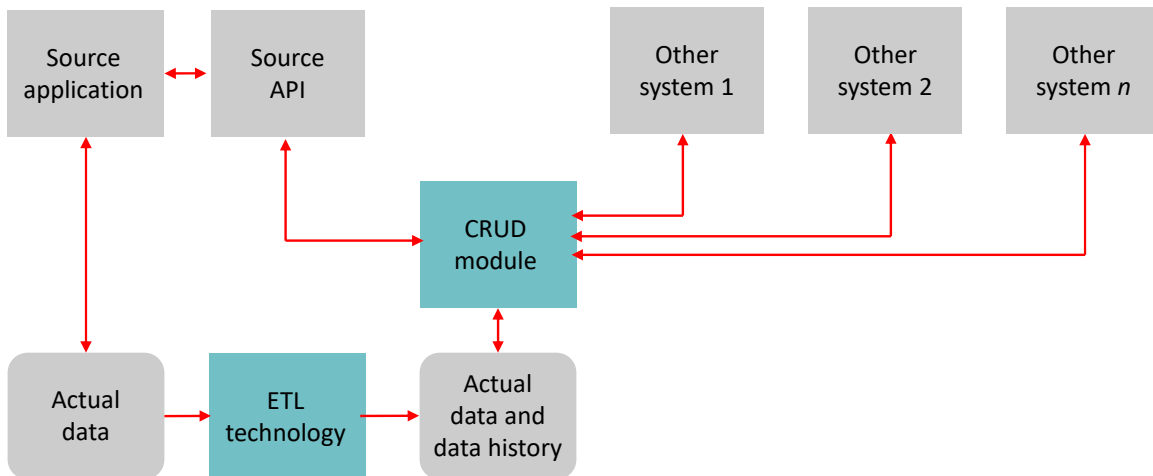 Source
application
Source
API
Other
system 1
Other
system 2
Other
system n
CRUD
module
Actual
data
ETL
technology
Actual
data and
data history